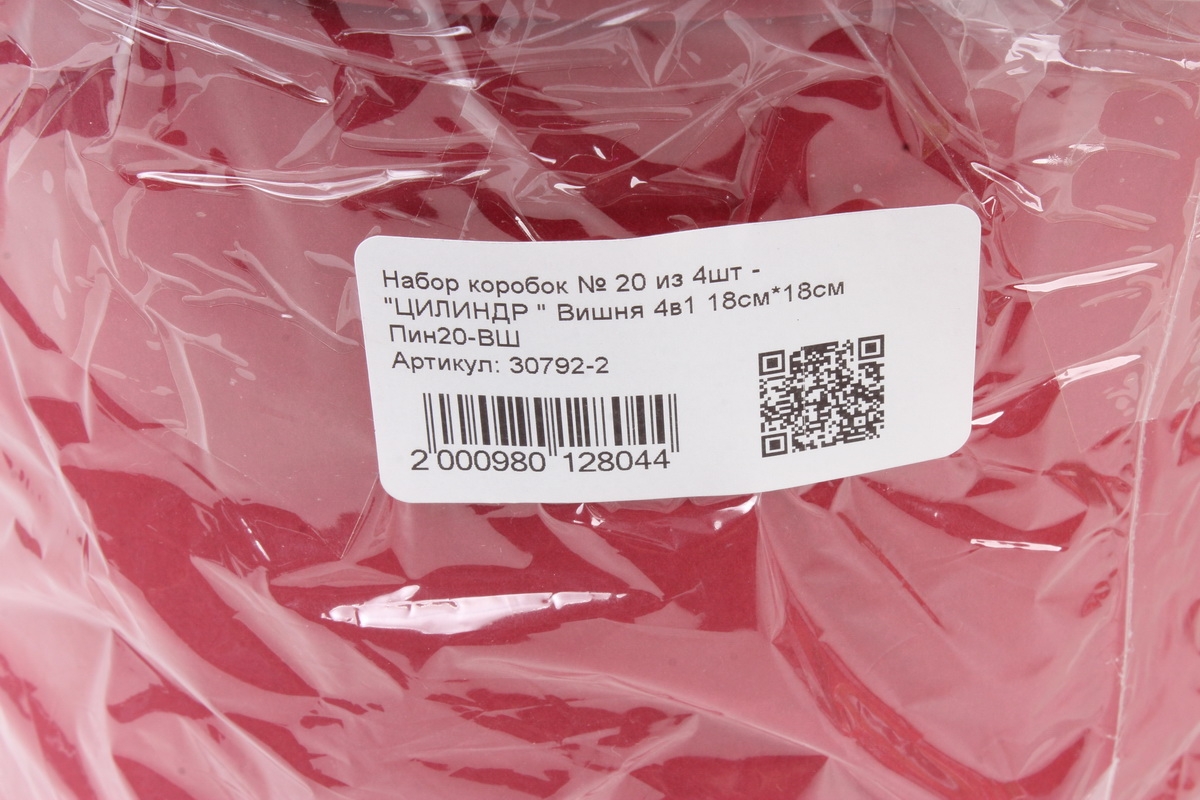 Набор коробок № 20 из 4шт -
"ЦИЛИНДР " Вишня 4в1 18см*18см
Пин20-ВШ
Артикул: 30792-2
2 000980 128044